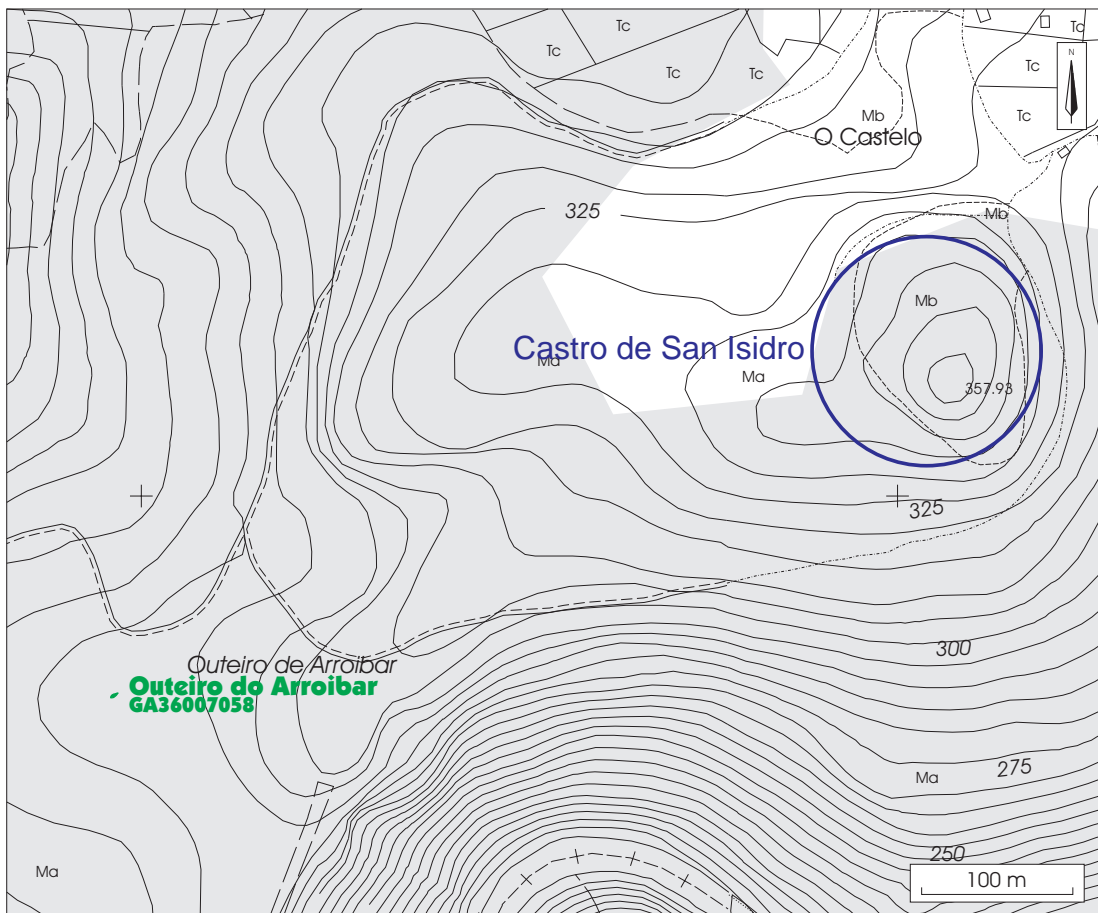 Tc
Tc
Tc
Tc
Tc
N
Tc
Tc
Mb
O Castelo
325
Mb
Mb
Castro de San Isidro
Ma
Ma
357.93
325
Outeiro de Arroibar
Outeiro do Arroibar
GA36007058
300
275
Ma
250
Ma
100 m